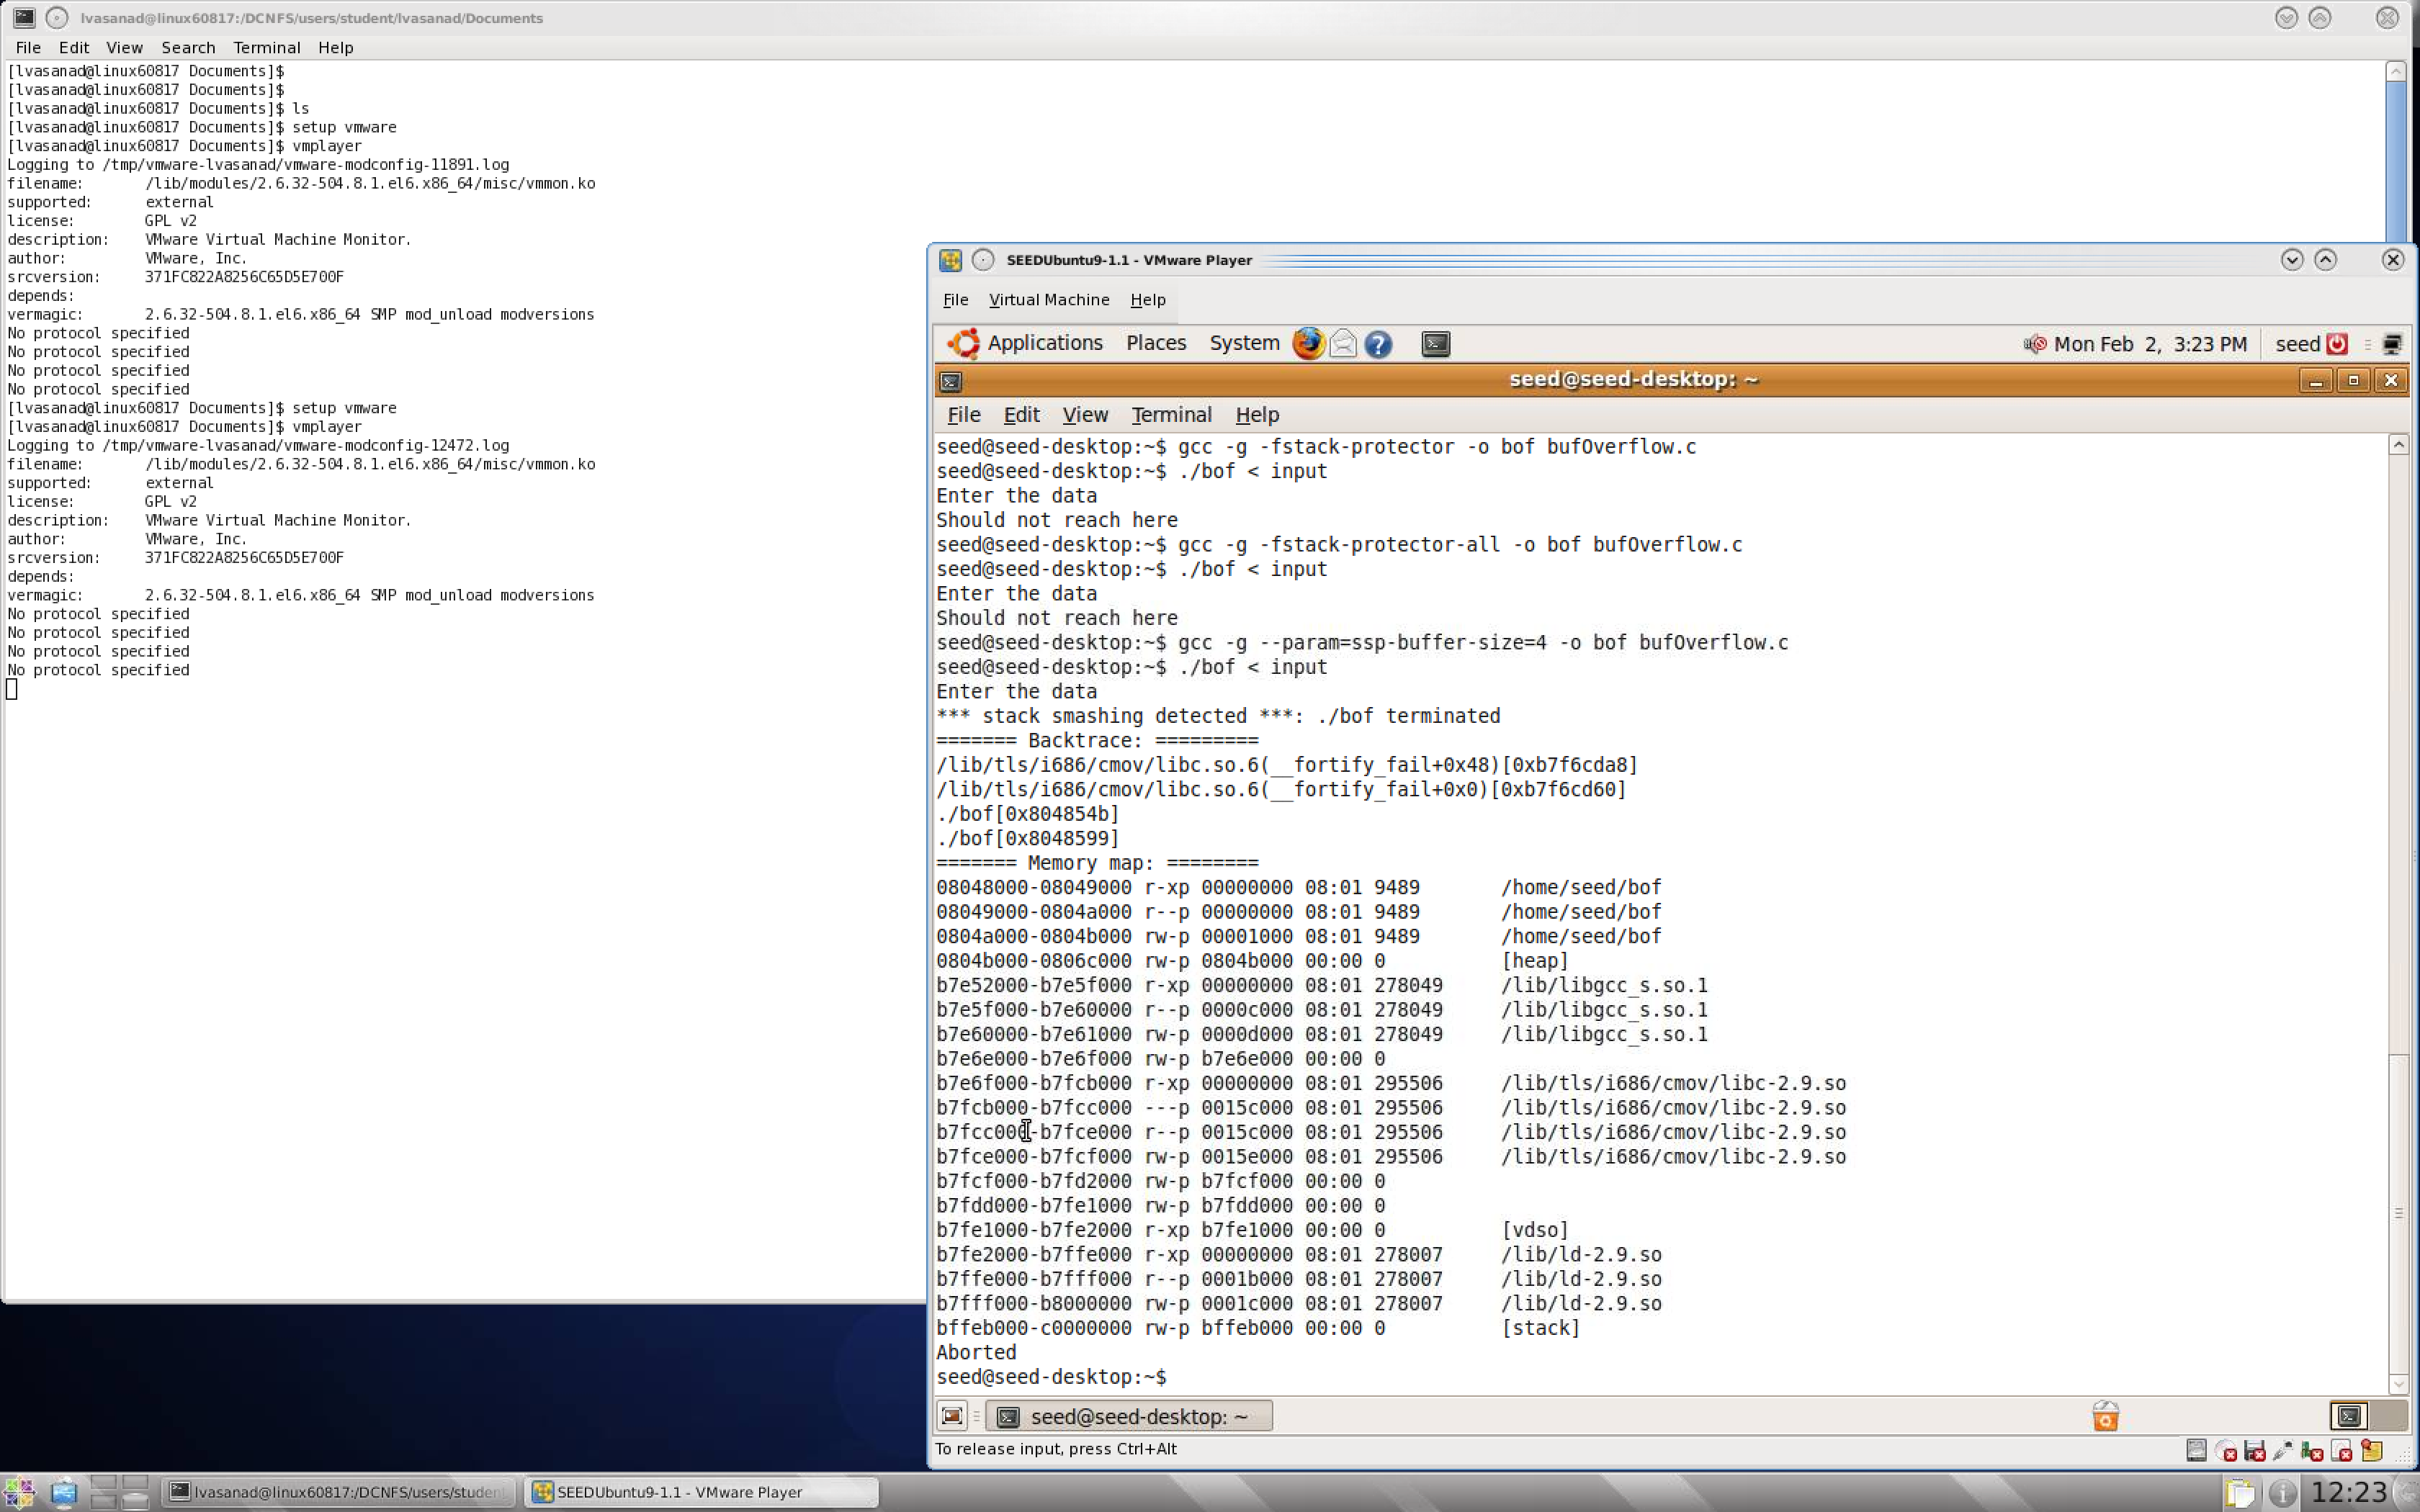 lvasanad@linux60817:/DCNFS/users/student/lvasanad/Documents
File Edit View Search Terminal Help
[lvasanad@linux60817 Documents]$
[lvasanad@linux60817 Documents]$
[lvasanad@linux60817 Documents]$ ls
[lvasanad@linux60817 Documents]$ setup vmware
[lvasanad@linux60817 Documents]$ vmplayer
Logging to /tmp/vmware-lvasanad/vmware-modconfig-11891.log
filename: /lib/modules/2.6.32-504.8.1.el6.x86_64/misc/vmmon.ko
supported: external
license: GPL v2
description: VMware Virtual Machine Monitor.
author: VMware, Inc.
srcversion: 371FC822A8256C65D5E700F
depends:
vermagic: 2.6.32-504.8.1.el6.x86_64 SMP mod_unload modversions
No protocol specified
No protocol specified
No protocol specified
No protocol specified
[lvasanad@linux60817 Documents]$ setup vmware
[lvasanad@linux60817 Documents]$ vmplayer
Logging to /tmp/vmware-lvasanad/vmware-modconfig-12472.log
filename: /lib/modules/2.6.32-504.8.1.el6.x86_64/misc/vmmon.ko
supported: external
license: GPL v2
description: VMware Virtual Machine Monitor.
author: VMware, Inc.
srcversion: 371FC822A8256C65D5E700F
depends:
vermagic: 2.6.32-504.8.1.el6.x86_64 SMP mod_unload modversions
No protocol specified
No protocol specified
No protocol specified
No protocol specified
SEEDUbuntu9-1.1 - VMware Player
File Virtual Machine Help
Applications Places System Mon Feb 2, 3:23 PM seed
seed@seed-desktop: ~
File Edit View Terminal Help
seed@seed-desktop:~$ gcc -g -fstack-protector -o bof bufOverflow.c
seed@seed-desktop:~$ ./bof < input
Enter the data
Should not reach here
seed@seed-desktop:~$ gcc -g -fstack-protector-all -o bof bufOverflow.c
seed@seed-desktop:~$ ./bof < input
Enter the data
Should not reach here
seed@seed-desktop:~$ gcc -g --param=ssp-buffer-size=4 -o bof bufOverflow.c
seed@seed-desktop:~$ ./bof < input
Enter the data
*** stack smashing detected ***: ./bof terminated
======= Backtrace: =========
/lib/tls/i686/cmov/libc.so.6(__fortify_fail+0x48)[0xb7f6cda8]
/lib/tls/i686/cmov/libc.so.6(__fortify_fail+0x0)[0xb7f6cd60]
./bof[0x804854b]
./bof[0x8048599]
======= Memory map: ========
08048000-08049000 r-xp 00000000 08:01 9489 /home/seed/bof
08049000-0804a000 r--p 00000000 08:01 9489 /home/seed/bof
0804a000-0804b000 rw-p 00001000 08:01 9489 /home/seed/bof
0804b000-0806c000 rw-p 0804b000 00:00 0 [heap]
b7e52000-b7e5f000 r-xp 00000000 08:01 278049 /lib/libgcc_s.so.1
b7e5f000-b7e60000 r--p 0000c000 08:01 278049 /lib/libgcc_s.so.1
b7e60000-b7e61000 rw-p 0000d000 08:01 278049 /lib/libgcc_s.so.1
b7e6e000-b7e6f000 rw-p b7e6e000 00:00 0
b7e6f000-b7fcb000 r-xp 00000000 08:01 295506 /lib/tls/i686/cmov/libc-2.9.so
b7fcb000-b7fcc000 ---p 0015c000 08:01 295506 /lib/tls/i686/cmov/libc-2.9.so
b7fcc000-b7fce000 r--p 0015c000 08:01 295506 /lib/tls/i686/cmov/libc-2.9.so
b7fce000-b7fcf000 rw-p 0015e000 08:01 295506 /lib/tls/i686/cmov/libc-2.9.so
b7fcf000-b7fd2000 rw-p b7fcf000 00:00 0
b7fdd000-b7fe1000 rw-p b7fdd000 00:00 0
b7fe1000-b7fe2000 r-xp b7fe1000 00:00 0 [vdso]
b7fe2000-b7ffe000 r-xp 00000000 08:01 278007 /lib/ld-2.9.so
b7ffe000-b7fff000 r--p 0001b000 08:01 278007 /lib/ld-2.9.so
b7fff000-b8000000 rw-p 0001c000 08:01 278007 /lib/ld-2.9.so
bffeb000-c0000000 rw-p bffeb000 00:00 0 [stack]
Aborted
seed@seed-desktop:~$
seed@seed-desktop: ~
To release input, press Ctrl+Alt
lvasanad@linux60817:/DCNFS/users/studen
SEEDUbuntu9-1.1 - VMware Player
12:23